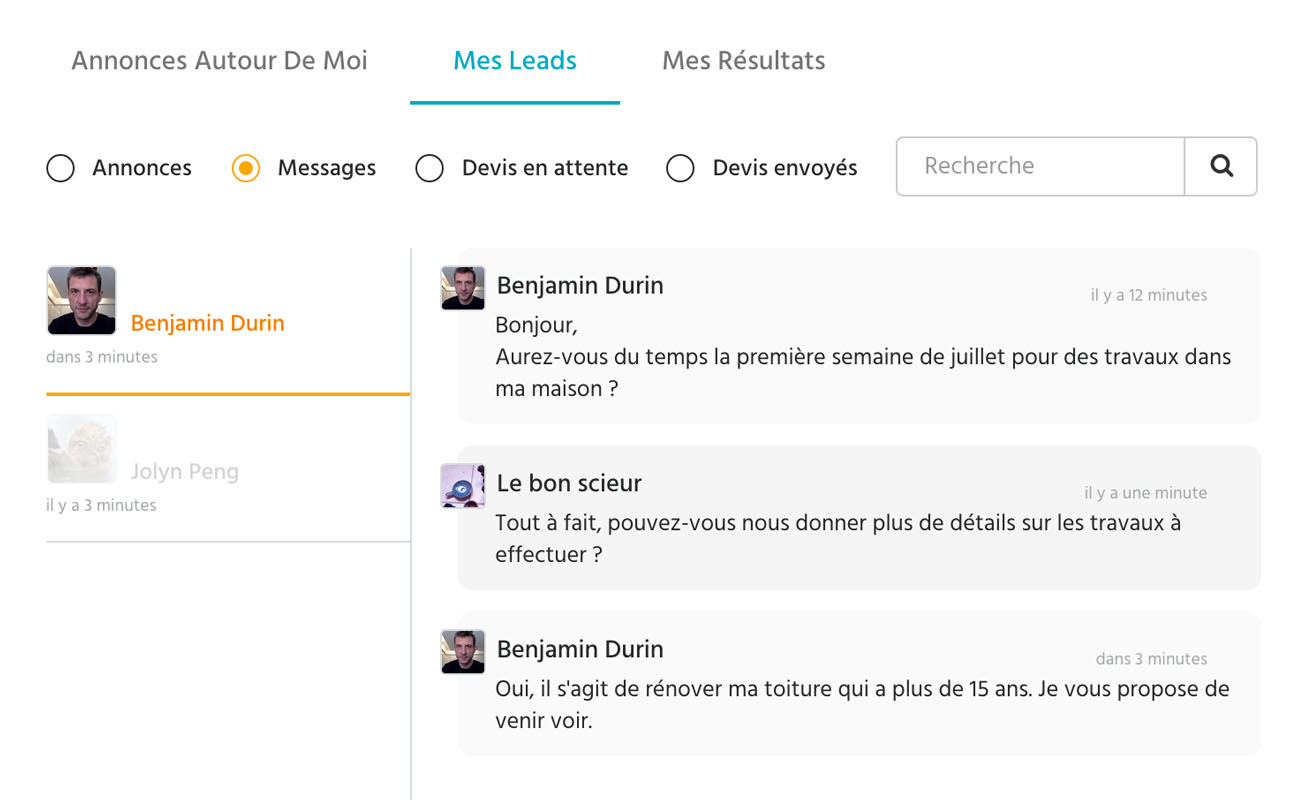 Annonces Autour De Moi
Mes Leads
Mes Résultats
Annonces
Messages
Devis en attente
Devis envoyés
Recherche
Benjamin Durin
dans 3 minutes
Jolyn Peng
il y a 3 minutes
Benjamin Durin
il y a 12 minutes
Bonjour,
Aurez-vous du temps la première semaine de juillet pour des travaux dans
ma maison ?
Le bon scieur
il y a une minute
Tout à fait, pouvez-vous nous donner plus de détails sur les travaux à
effectuer ?
Benjamin Durin
dans 3 minutes
Oui, il s'agit de rénover ma toiture qui a plus de 15 ans. Je vous propose de
venir voir.